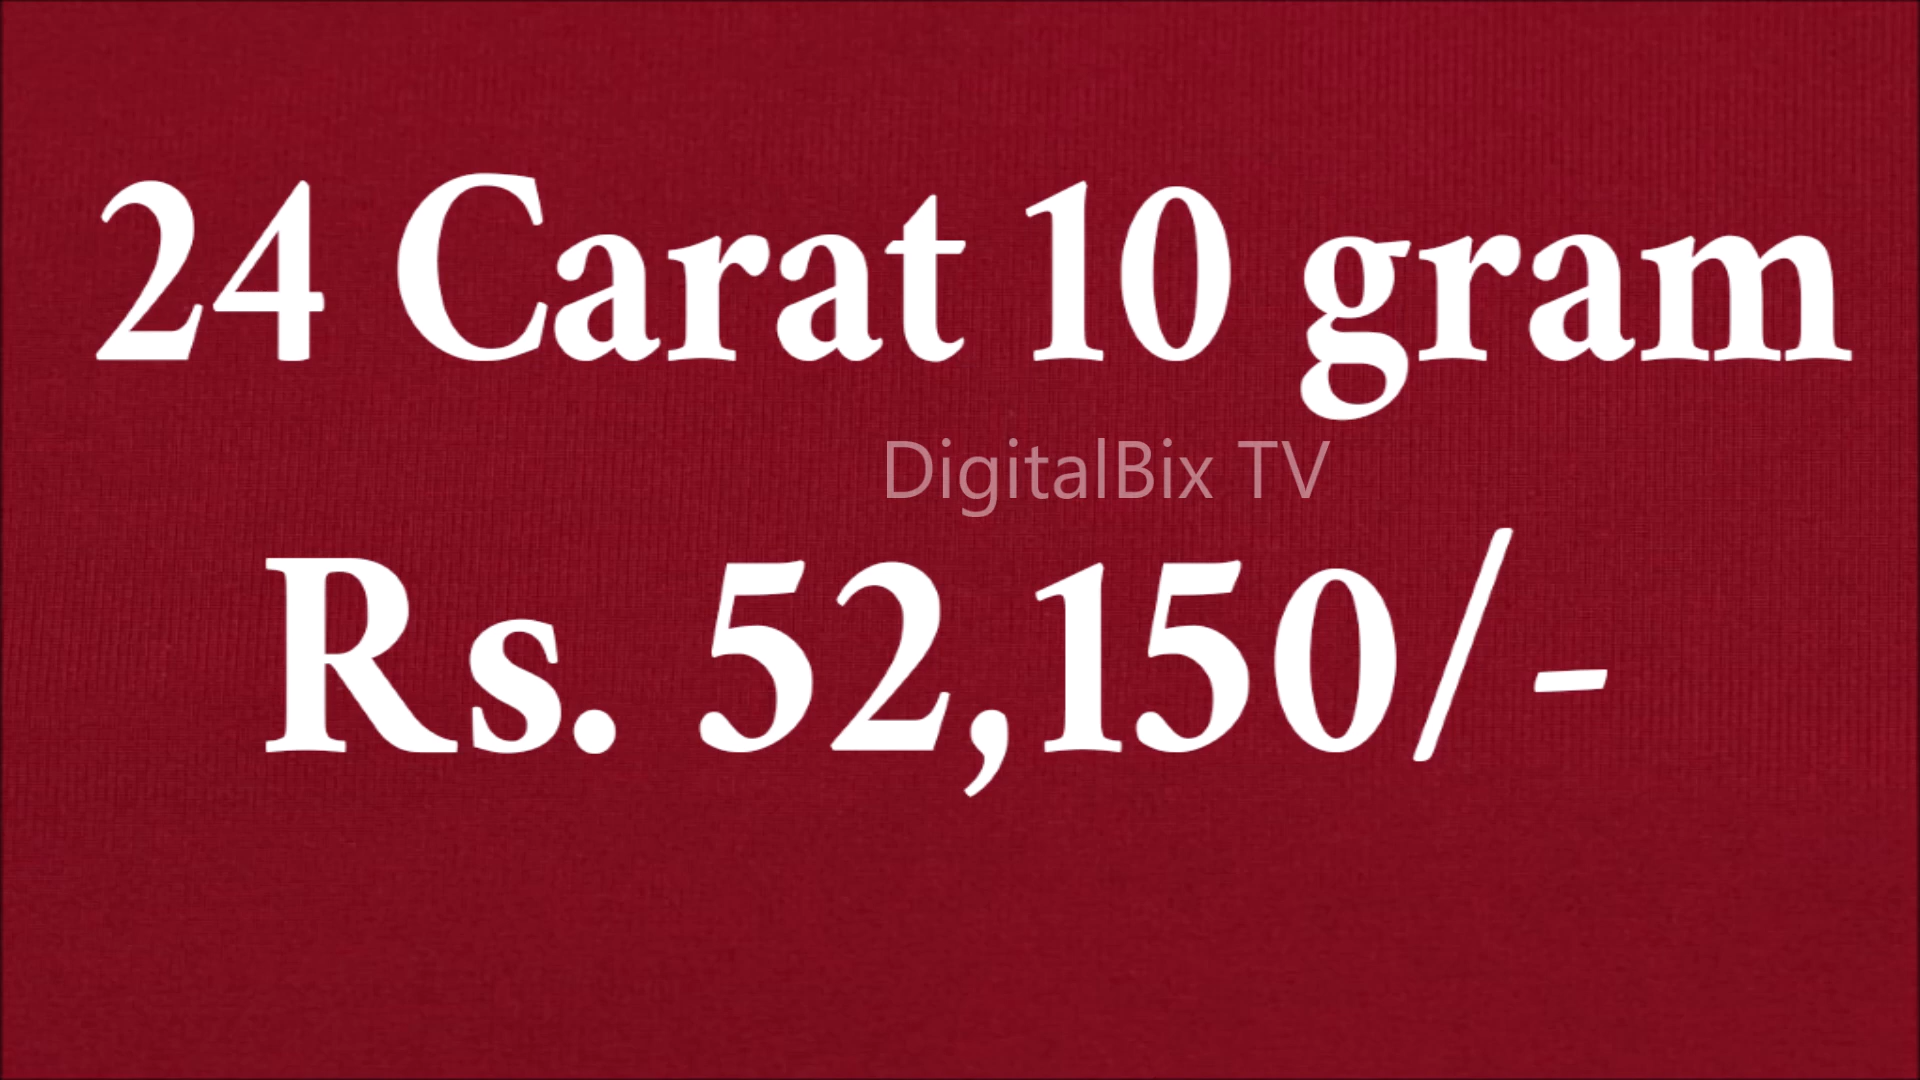 24 Carat 10 gram
DigitalBix TV
Rs. 52,150/-